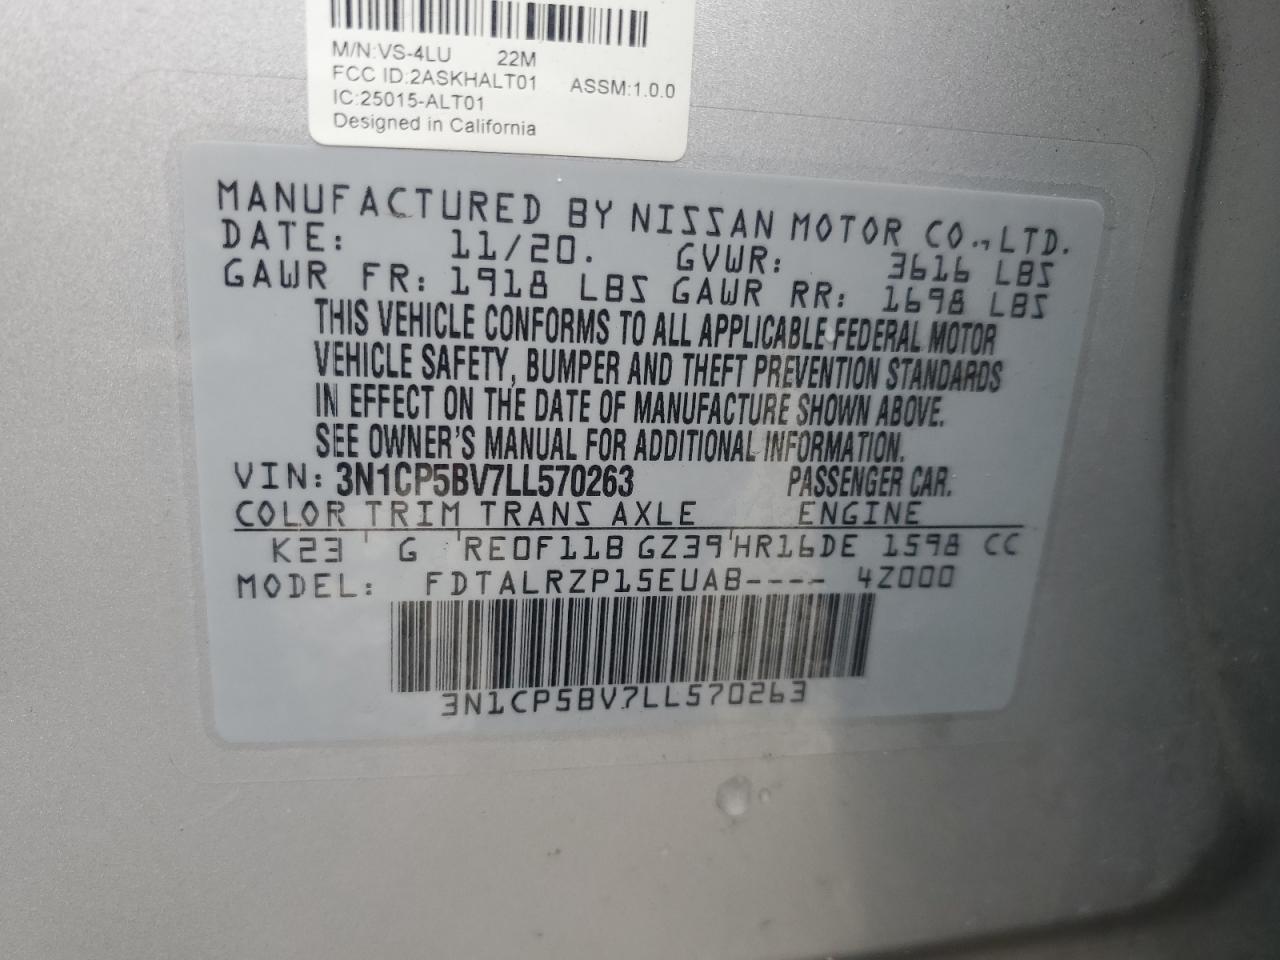 M/N:VS-4LU 22M
FCC ID:2ASKHALT01 ASSM:1.0.0
IC:25015-ALT01
Designed in California
MANUFACTURED BY NISSAN MOTOR CO.,LTD.
DATE: 11/20. GVWR: 3616 LBS
GAWR FR: 1918 LBS GAWR RR: 1698 LBS
THIS VEHICLE CONFORMS TO ALL APPLICABLE FEDERAL MOTOR
VEHICLE SAFETY, BUMPER AND THEFT PREVENTION STANDARDS
IN EFFECT ON THE DATE OF MANUFACTURE SHOWN ABOVE.
SEE OWNER'S MANUAL FOR ADDITIONAL INFORMATION.
VIN: 3N1CP5BV7LL570263 PASSENGER CAR.
COLOR TRIM TRANS AXLE ENGINE
K23 ' G 'RE0F11B GZ39'HR16DE 1598 CC
MODEL: FDTALRZP15EUAB---- 4Z000
3N1CP5BV7LL570263